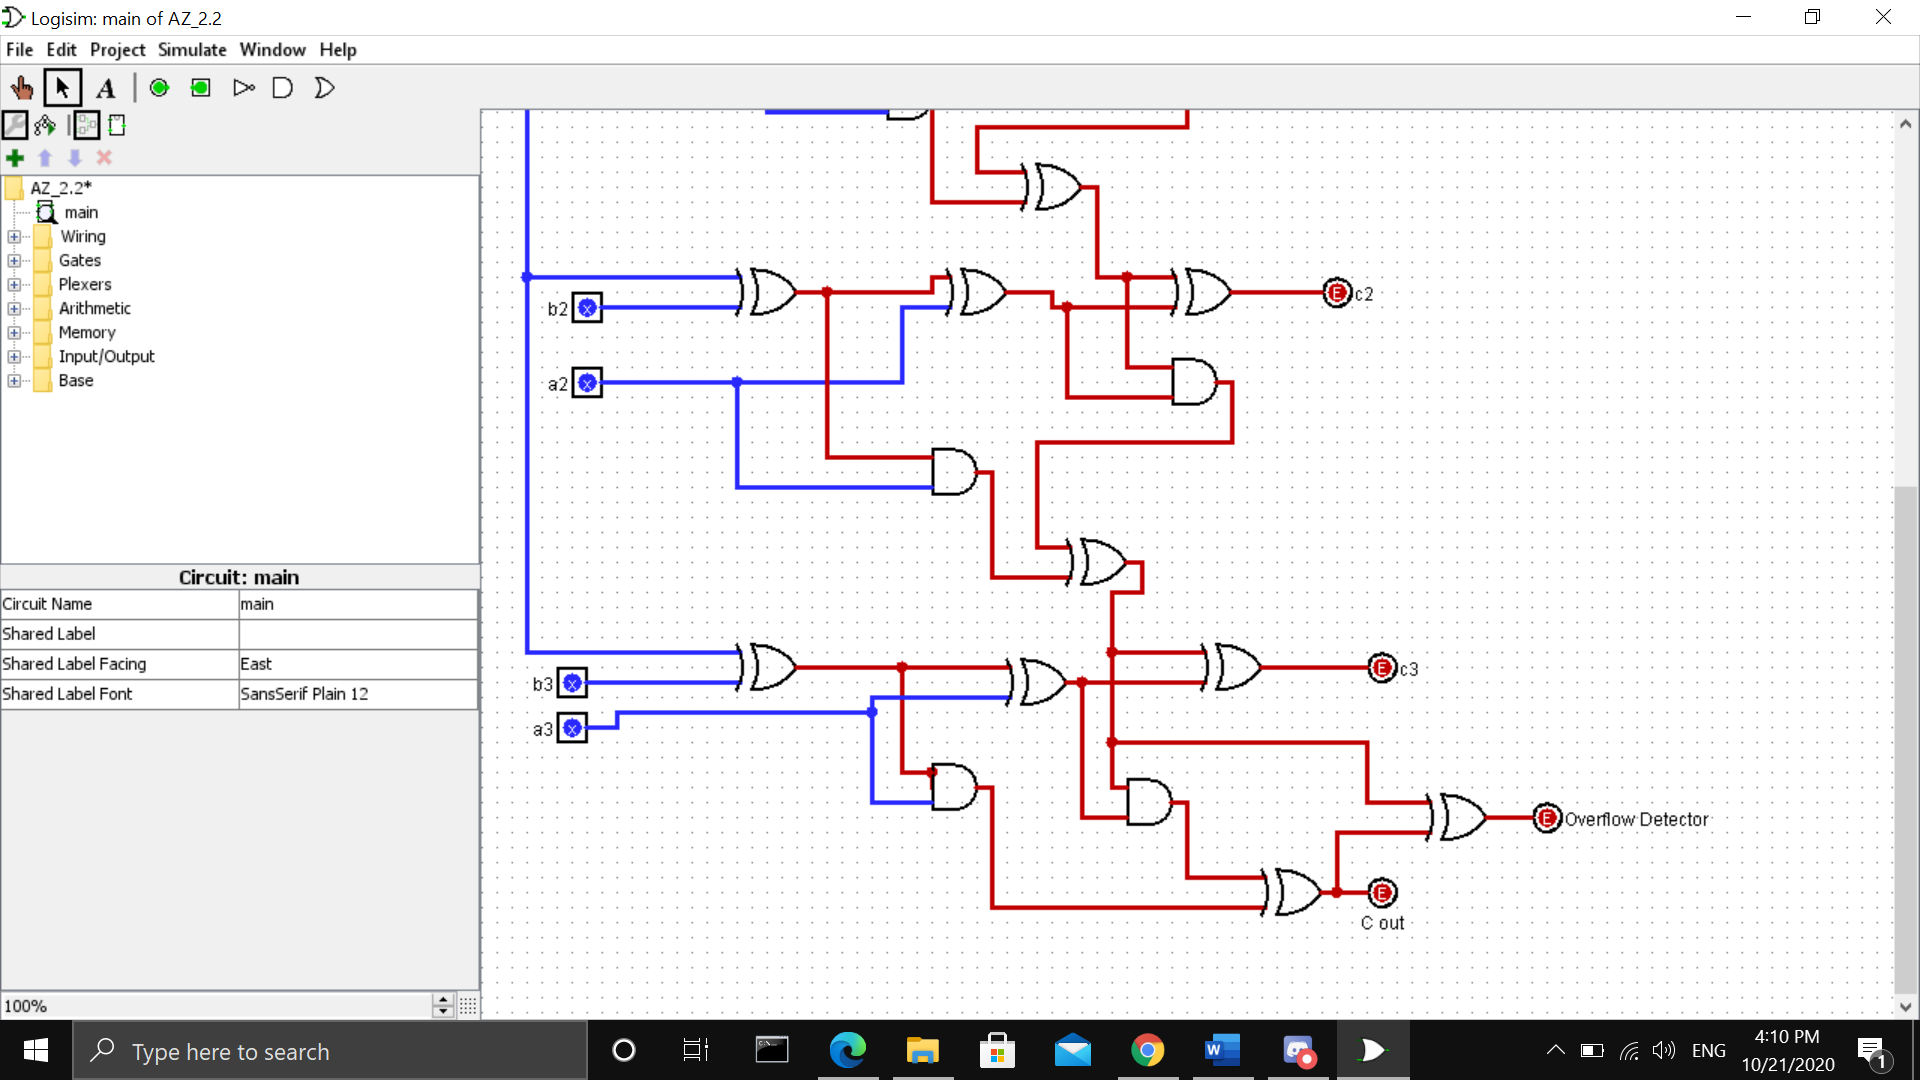 Logisim: main of AZ_2.2
File Edit Project Simulate Window Help
A
AZ_2.2*
main
Wiring
Gates
Plexers
Arithmetic
Memory
Input/Output
Base
Circuit: main
Circuit Name main
Shared Label
Shared Label Facing East
Shared Label Font SansSerif Plain 12
100%
b2 x
a2 x
E c2
b3 x
a3 x
E c3
E Overflow Detector
E
C out
Type here to search
W
ENG
4:10 PM
10/21/2020
1